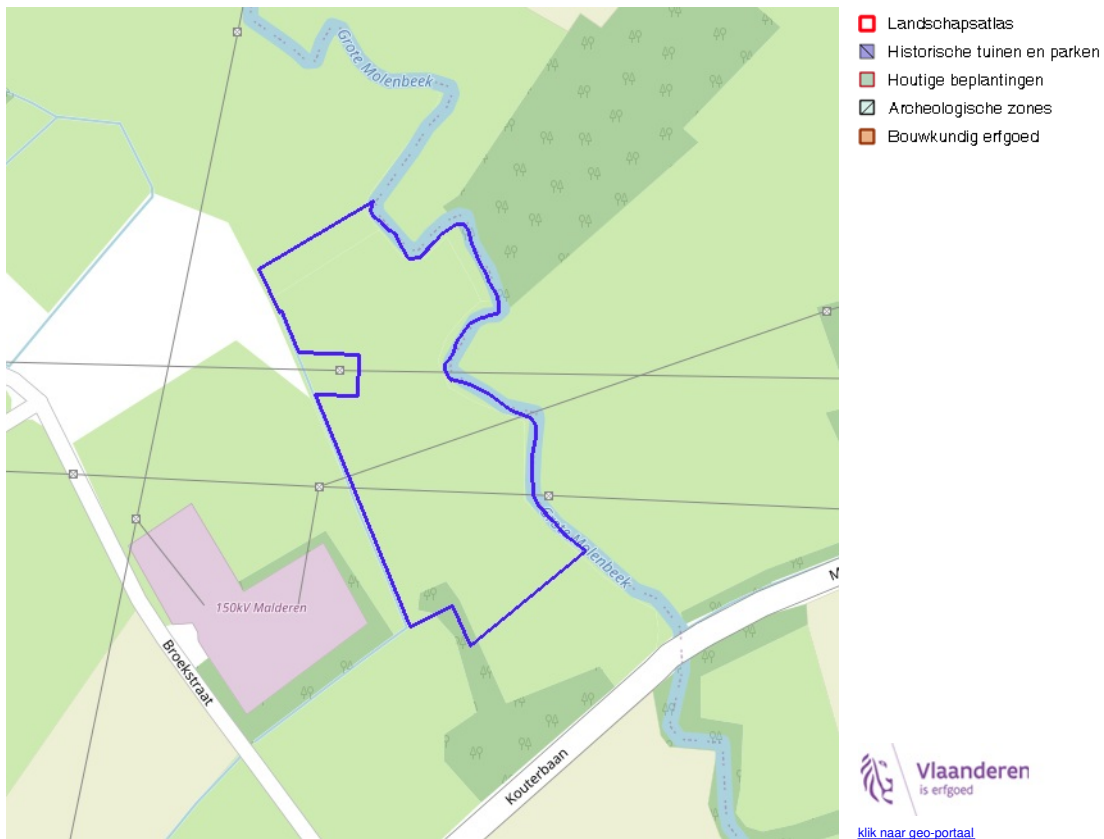 Grote Molenbeek
Landschapsatlas
Historische tuinen en parken
Houtige beplantingen
Archeologische zones
Bouwkundig erfgoed
Grote Molenbeek
M
150kV Malderen
Broekstraat
Kouterbaan
Vlaanderen
is erfgoed
klik naar geo-portaal